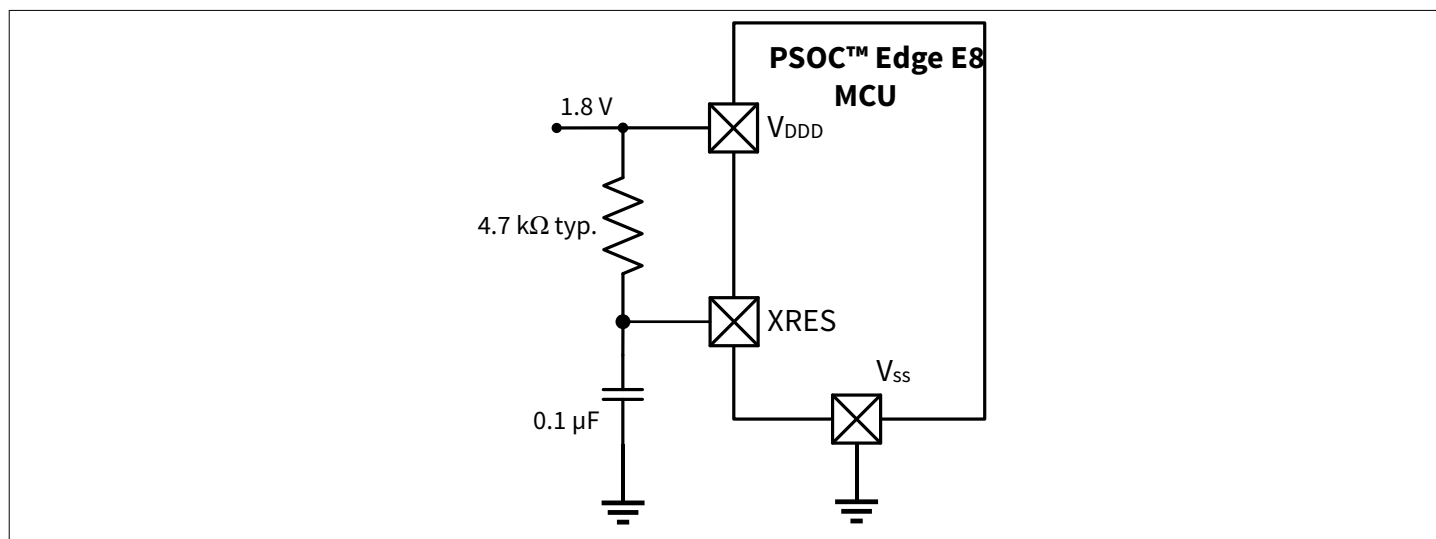 PSOC™ Edge E8
MCU
1.8 V
VDDD
4.7 kΩ typ.
XRES
Vss
0.1 µF